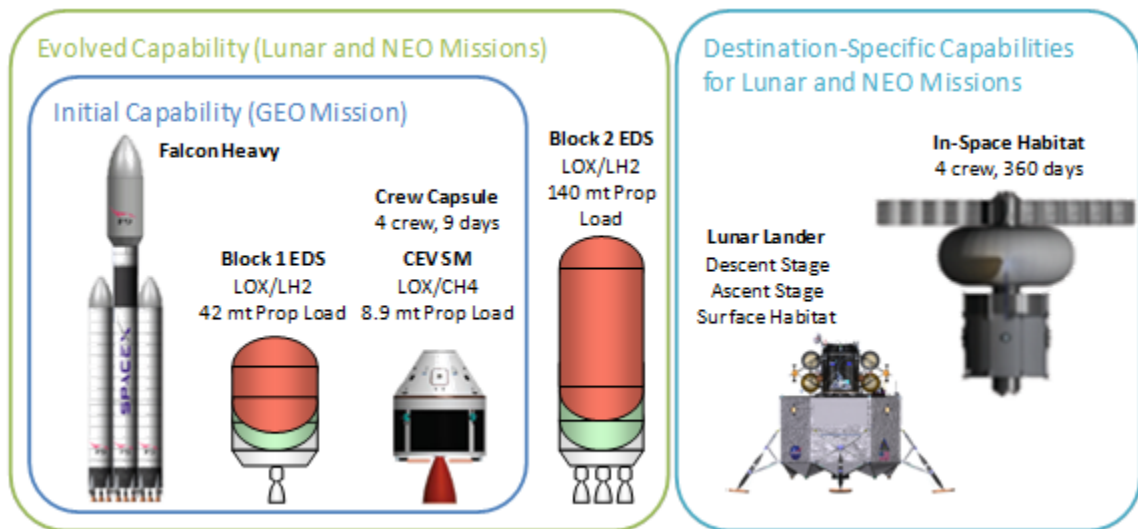 Evolved Capability (Lunar and NEO Missions)
Initial Capability (GEO Mission)
Falcon Heavy
Block 1 EDS
LOX/LH2
42 mt Prop Load
Crew Capsule
4 crew, 9 days
CEV SM
LOX/CH4
8.9 mt Prop Load
Block 2 EDS
LOX/LH2
140 mt Prop
Load
SPACEX
Destination-Specific Capabilities
for Lunar and NEO Missions
Lunar Lander
Descent Stage
Ascent Stage
Surface Habitat
In-Space Habitat
4 crew, 360 days